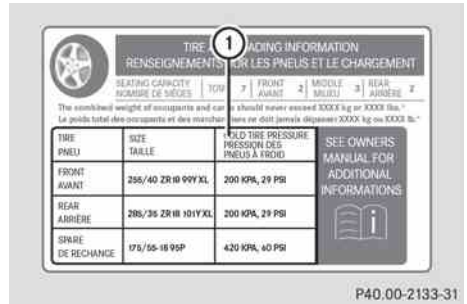 1
TIRE AND LOADING INFORMATION
RENSEIGNEMENTS SUR LES PNEUS ET LE CHARGEMENT
SEATING CAPACITY
NOMBRE DE SIÈGES
TOTAL 7
FRONT
AVANT 2
MIDDLE
MILIEU 3
REAR
ARRIÈRE 2
The combined weight of occupants and cargo should never exceed XXXX kg or XXXX lbs.
Le poids total des occupants et des marchandises ne doit jamais dépasser XXXX kg ou XXXX lb.
TIRE
PNEU
SIZE
TAILLE
COLD TIRE PRESSURE
PRESSION DES
PNEUS À FROID
SEE OWNERS
MANUAL FOR
ADDITIONAL
INFORMATIONS
FRONT
AVANT
255/40 ZR 18 99Y XL
200 KPA, 29 PSI
REAR
ARRIÈRE
285/35 ZR 18 101Y XL
200 KPA, 29 PSI
SPARE
DE RECHANGE
175/55-18 95P
420 KPA, 60 PSI
i
P40.00-2133-31